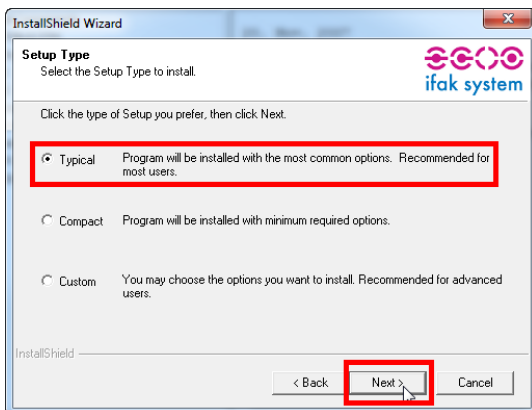 InstallShield Wizard
Setup Type
Select the Setup Type to install.
ifak system
Click the type of Setup you prefer, then click Next.
Typical Program will be installed with the most common options. Recommended for
most users.
Compact Program will be installed with minimum required options.
Custom You may choose the options you want to install. Recommended for advanced
users.
InstallShield
< Back Next > Cancel